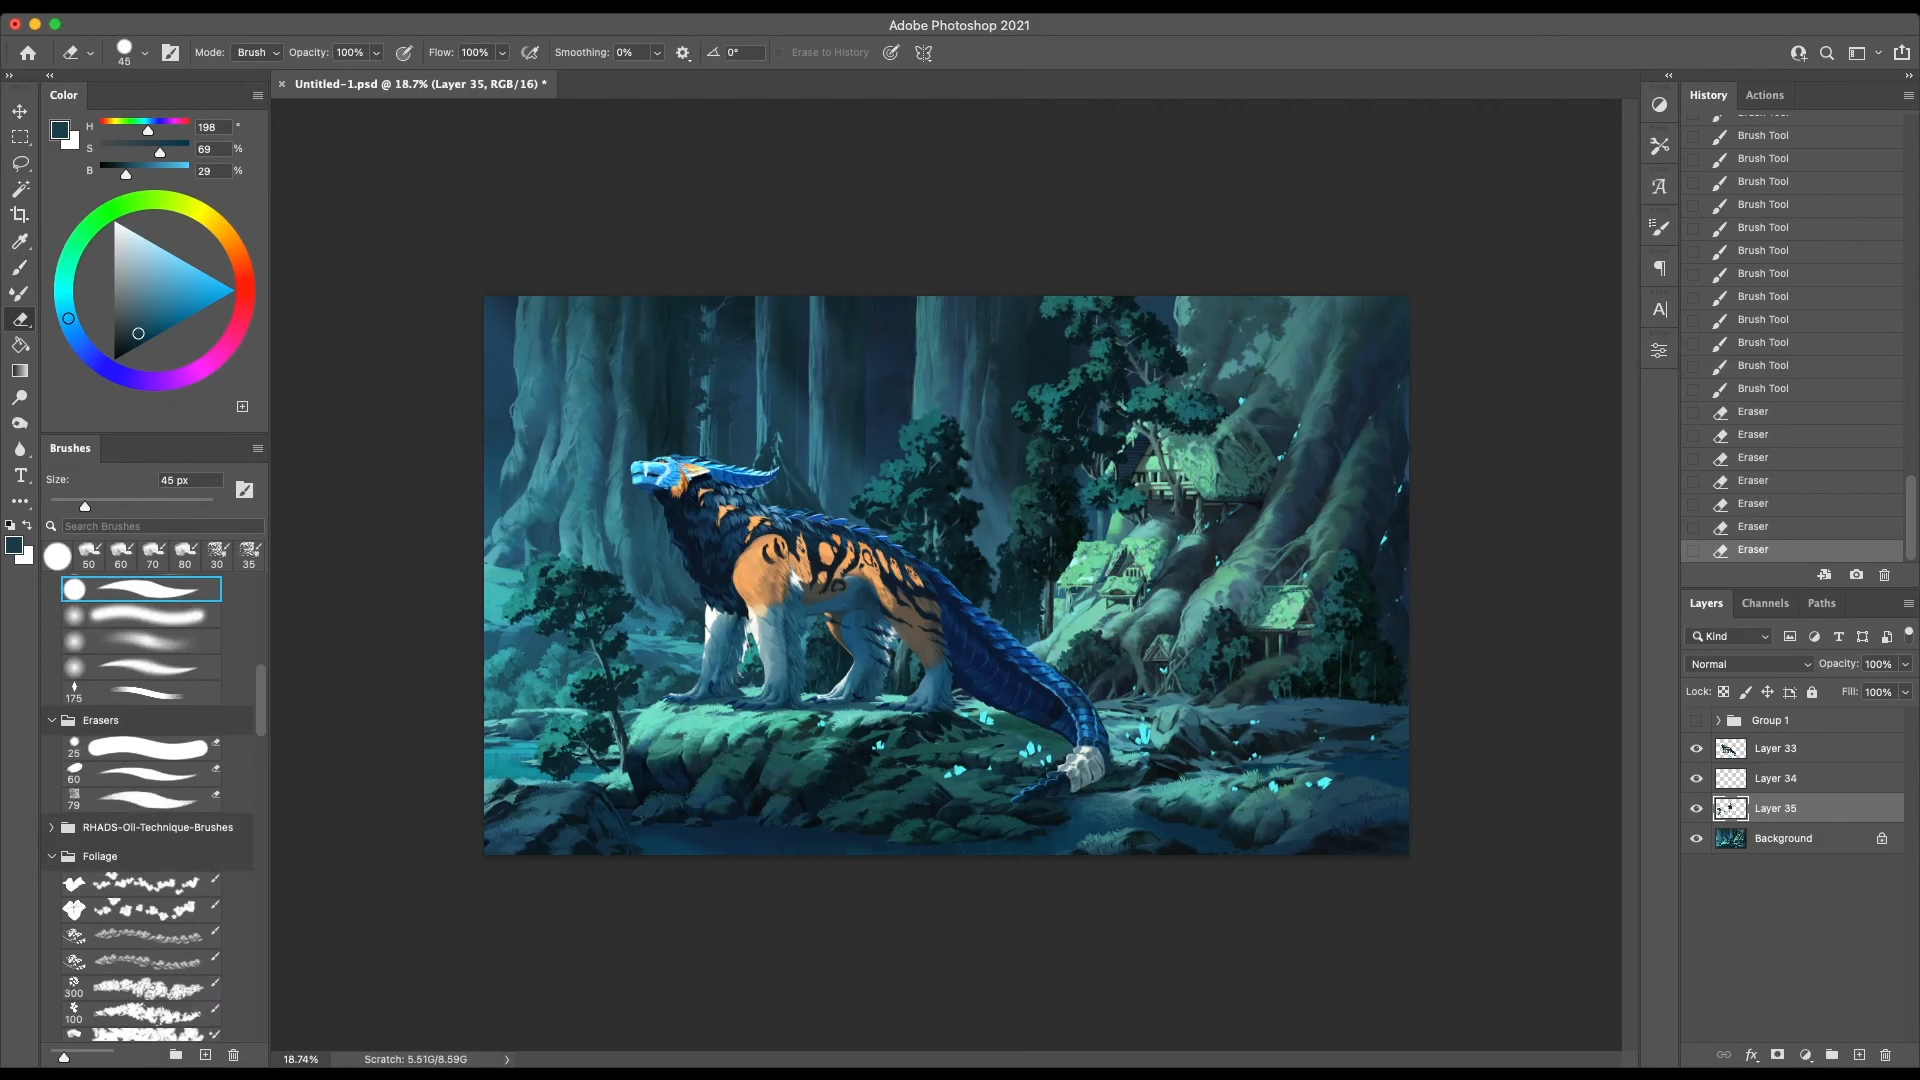 Adobe Photoshop 2021
45
Mode: Brush Opacity: 100% Flow: 100% Smoothing: 0% 0° Erase to History
Untitled-1.psd @ 18.7% (Layer 35, RGB/16) *
Color
H 198 °
S 69 %
B 29 %
Brushes
Size: 45 px
Search Brushes
50 60 70 80 30 35
175
Erasers
25
60
79
RHADS-Oil-Technique-Brushes
Follage
300
100
18.74% Scratch: 5.51G/8.59G
History Actions
Brush Tool
Brush Tool
Brush Tool
Brush Tool
Brush Tool
Brush Tool
Brush Tool
Brush Tool
Brush Tool
Brush Tool
Brush Tool
Brush Tool
Brush Tool
Eraser
Eraser
Eraser
Eraser
Eraser
Eraser
Eraser
Layers Channels Paths
Kind
Normal Opacity: 100%
Lock: Fill: 100%
Group 1
Layer 33
Layer 34
Layer 35
Background